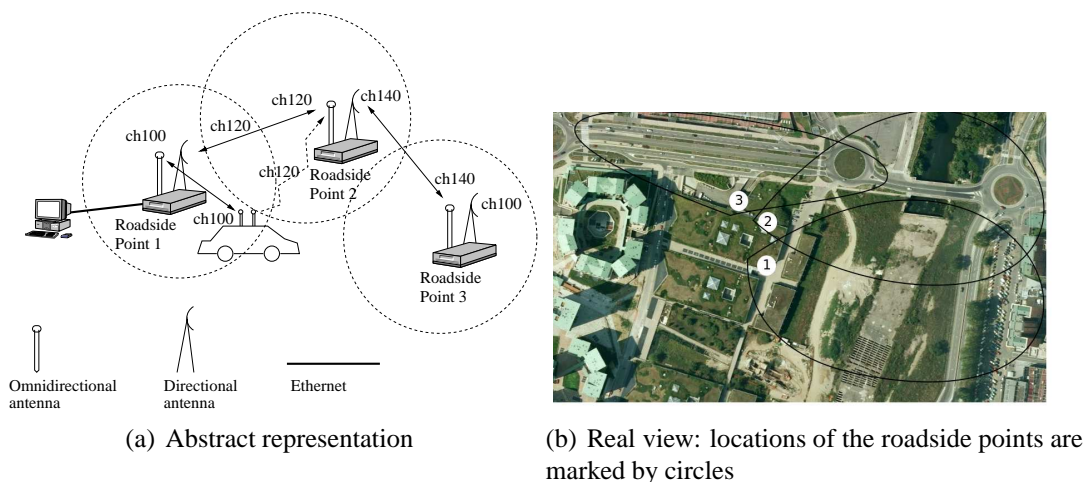 ch120
ch140
ch120
ch100
ch120
Roadside
Point 2
ch140
ch100
ch100
Roadside
Point 1
Roadside
Point 3
Omnidirectional
antenna
Directional
antenna
Ethernet
(a) Abstract representation
3
2
1
(b) Real view: locations of the roadside points are
marked by circles